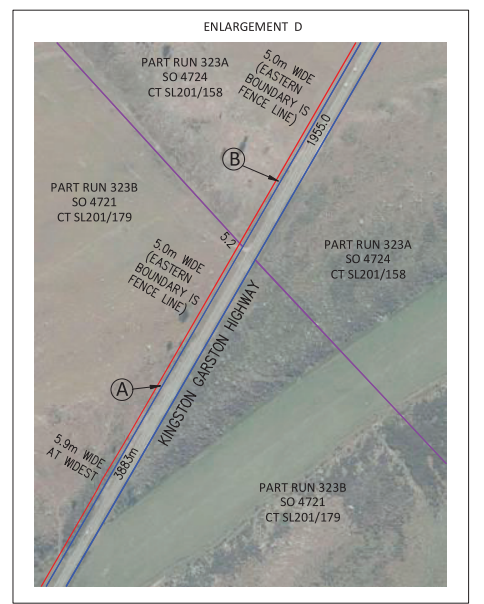 ENLARGEMENT D
PART RUN 323A
SO 4724
CT SL201/158
5.0m WIDE
(EASTERN
BOUNDARY IS
FENCE LINE)
1955.0
B
PART RUN 323B
SO 4721
CT SL201/179
5.2
PART RUN 323A
SO 4724
CT SL201/158
5.0m WIDE
(EASTERN
BOUNDARY IS
FENCE LINE)
KINGSTON GARSTON HIGHWAY
A
5.9m WIDE
AT WIDEST
3883m
PART RUN 323B
SO 4721
CT SL201/179